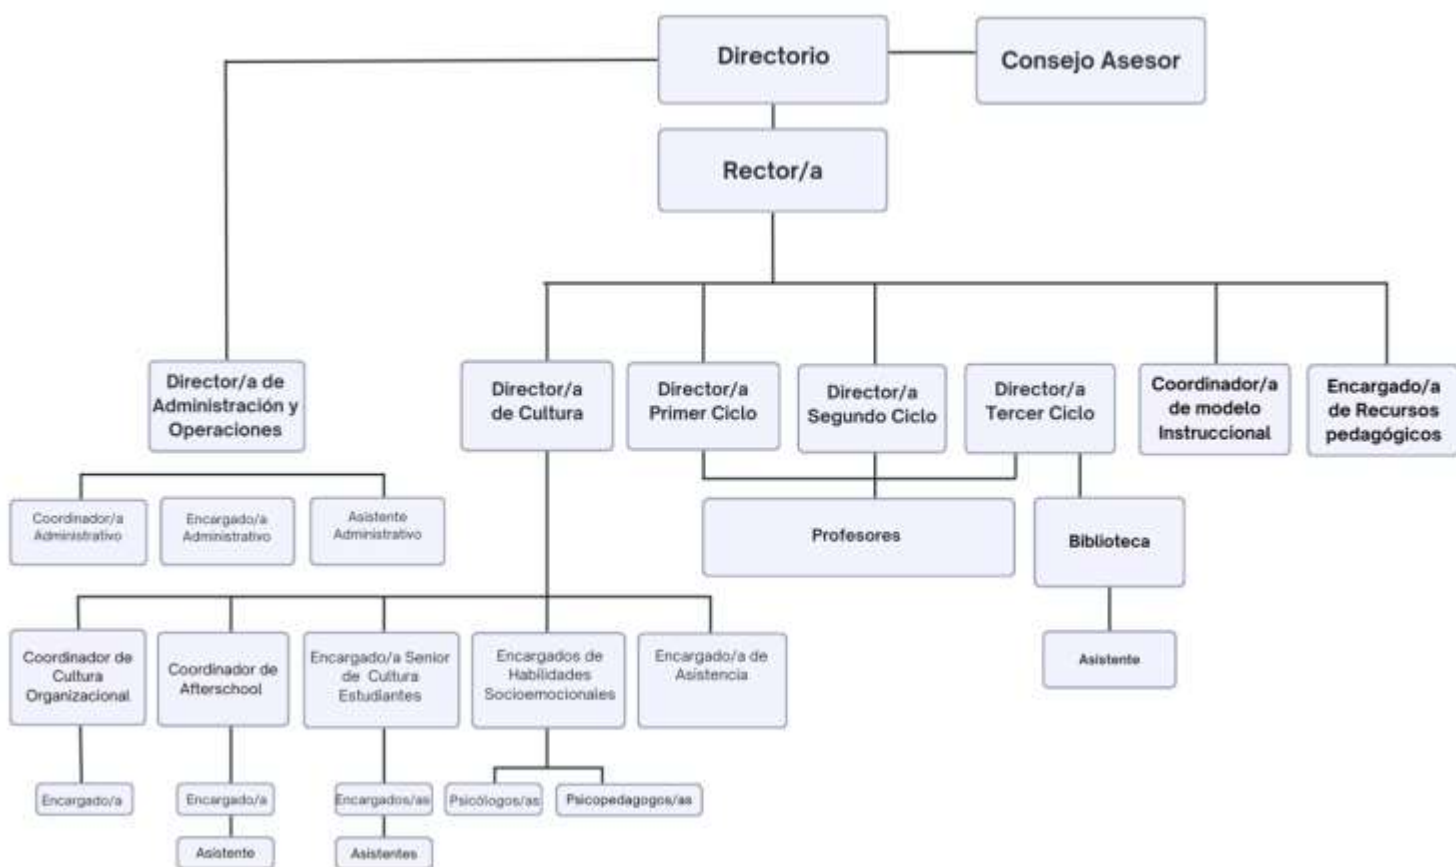 Directorio
Consejo Asesor
Rector/a
Director/a de
Administración y
Operaciones
Director/a
de Cultura
Director/a
Primer Ciclo
Director/a
Segundo Ciclo
Director/a
Tercer Ciclo
Coordinador/a
de modelo
Instruccional
Encargado/a
de Recursos
pedagógicos
Coordinador/a
Administrativo
Encargado/a
Administrativo
Asistente
Administrativo
Profesores
Biblioteca
Asistente
Coordinador de
Cultura
Organizacional
Coordinador de
Afterschool
Encargado/a Senior
de Cultura
Estudiantes
Encargados de
Habilidades
Socioemocionales
Encargado/a de
Asistencia
Encargado/a
Encargado/a
Encargados/as
Psicólogos/as
Psicopedagogos/as
Asistente
Asistentes